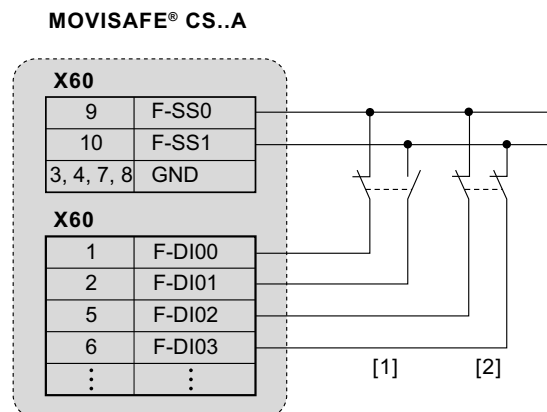 MOVISAFE® CS..A
X60
9 F-SS0
10 F-SS1
3, 4, 7, 8 GND
X60
1 F-DI00
2 F-DI01
5 F-DI02
6 F-DI03
⋮ ⋮
[1] [2]